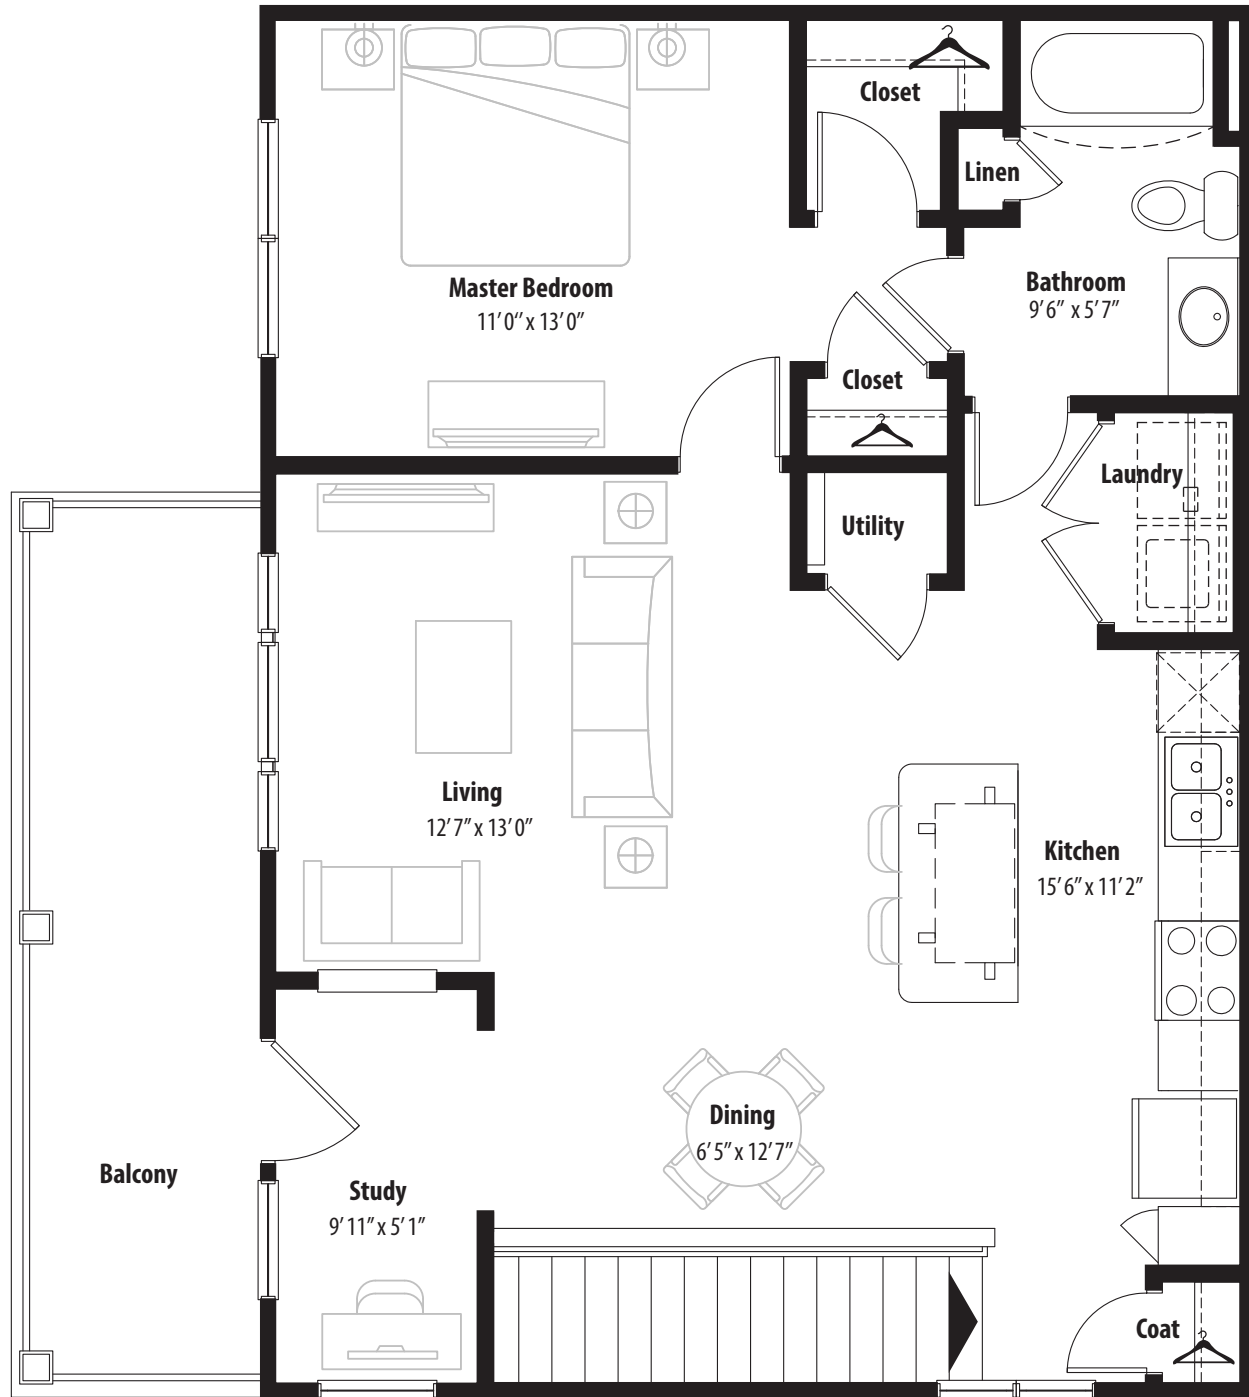 Closet
Linen
Master Bedroom
11'0" x 13'0"
Bathroom
9'6" x 5'7"
Closet
Laundry
Utility
Living
12'7" x 13'0"
Kitchen
15'6" x 11'2"
Dining
6'5" x 12'7"
Balcony
Study
9'11" x 5'1"
Coat